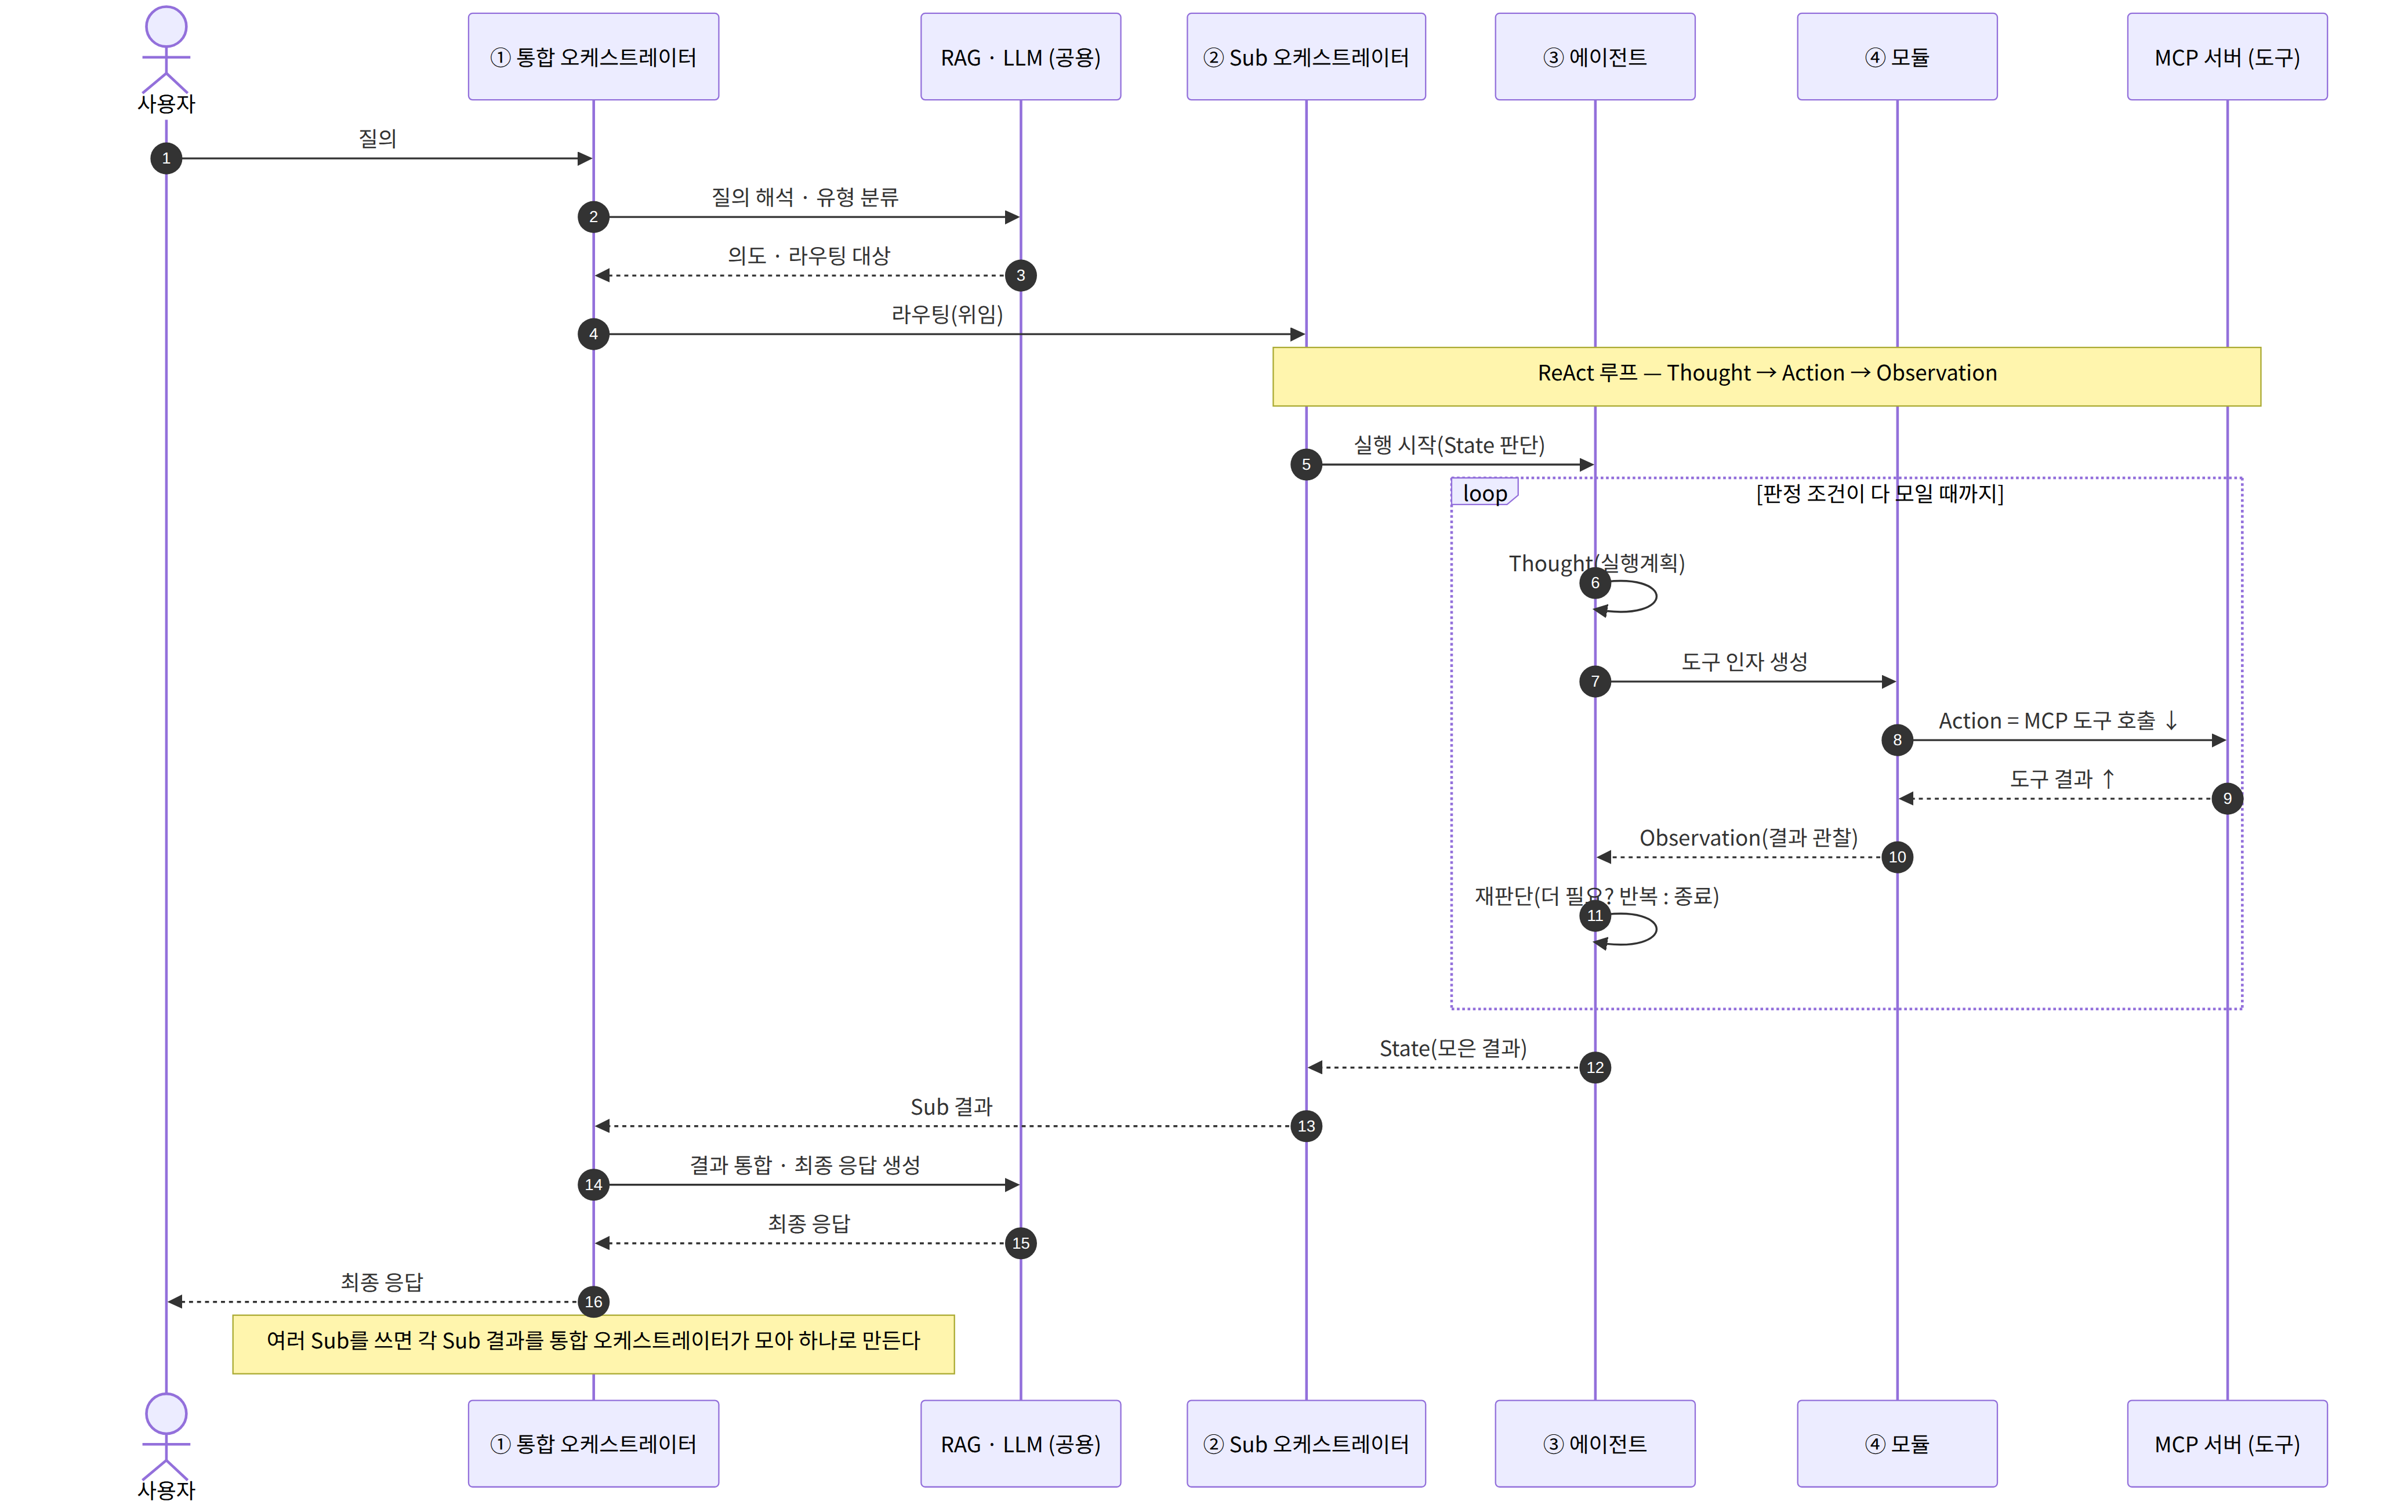 사용자
① 통합 오케스트레이터
RAG · LLM (공용)
② Sub 오케스트레이터
③ 에이전트
④ 모듈
MCP 서버 (도구)
질의
1
질의 해석 · 유형 분류
2
의도 · 라우팅 대상
3
라우팅(위임)
4
ReAct 루프 — Thought → Action → Observation
실행 시작(State 판단)
5
loop
[판정 조건이 다 모일 때까지]
Thought(실행계획)
6
도구 인자 생성
7
Action = MCP 도구 호출 ↓
8
도구 결과 ↑
9
Observation(결과 관찰)
10
재판단(더 필요? 반복 : 종료)
11
State(모은 결과)
12
Sub 결과
13
결과 통합 · 최종 응답 생성
14
최종 응답
15
최종 응답
16
여러 Sub를 쓰면 각 Sub 결과를 통합 오케스트레이터가 모아 하나로 만든다
사용자
① 통합 오케스트레이터
RAG · LLM (공용)
② Sub 오케스트레이터
③ 에이전트
④ 모듈
MCP 서버 (도구)